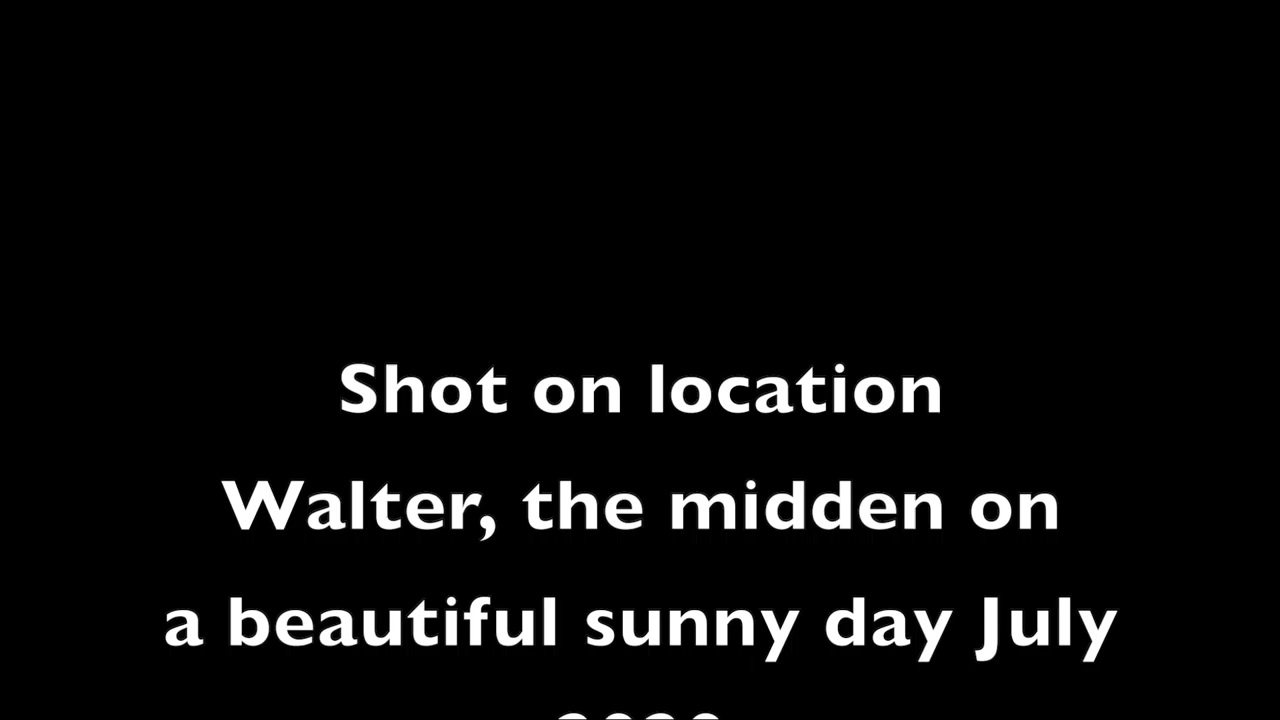 Shot on location
Walter, the midden on
a beautiful sunny day July